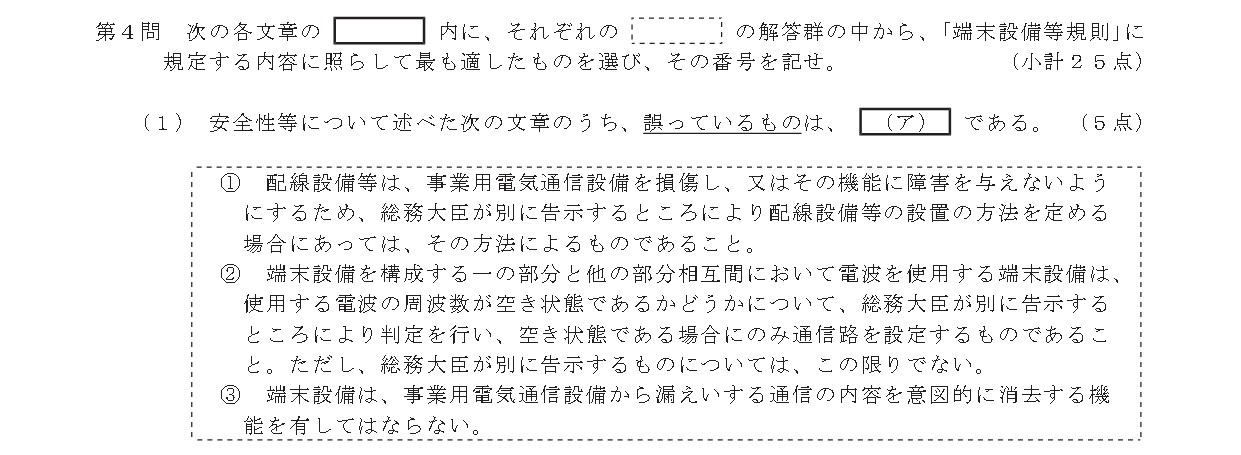 第４問　次の各文章の　　　　内に、それぞれの　　　　の解答群の中から、「端末設備等規則」に
規定する内容に照らして最も適したものを選び、その番号を記せ。　（小計２５点）
（１）　安全性等について述べた次の文章のうち、誤っているものは、　（ア）　である。　（５点）
①　配線設備等は、事業用電気通信設備を損傷し、又はその機能に障害を与えないよう
にするため、総務大臣が別に告示するところにより配線設備等の設置の方法を定める
場合にあっては、その方法によるものであること。
②　端末設備を構成する一の部分と他の部分相互間において電波を使用する端末設備は、
使用する電波の周波数が空き状態であるかどうかについて、総務大臣が別に告示する
ところにより判定を行い、空き状態である場合にのみ通信路を設定するものであるこ
と。ただし、総務大臣が別に告示するものについては、この限りでない。
③　端末設備は、事業用電気通信設備から漏えいする通信の内容を意図的に消去する機
能を有してはならない。